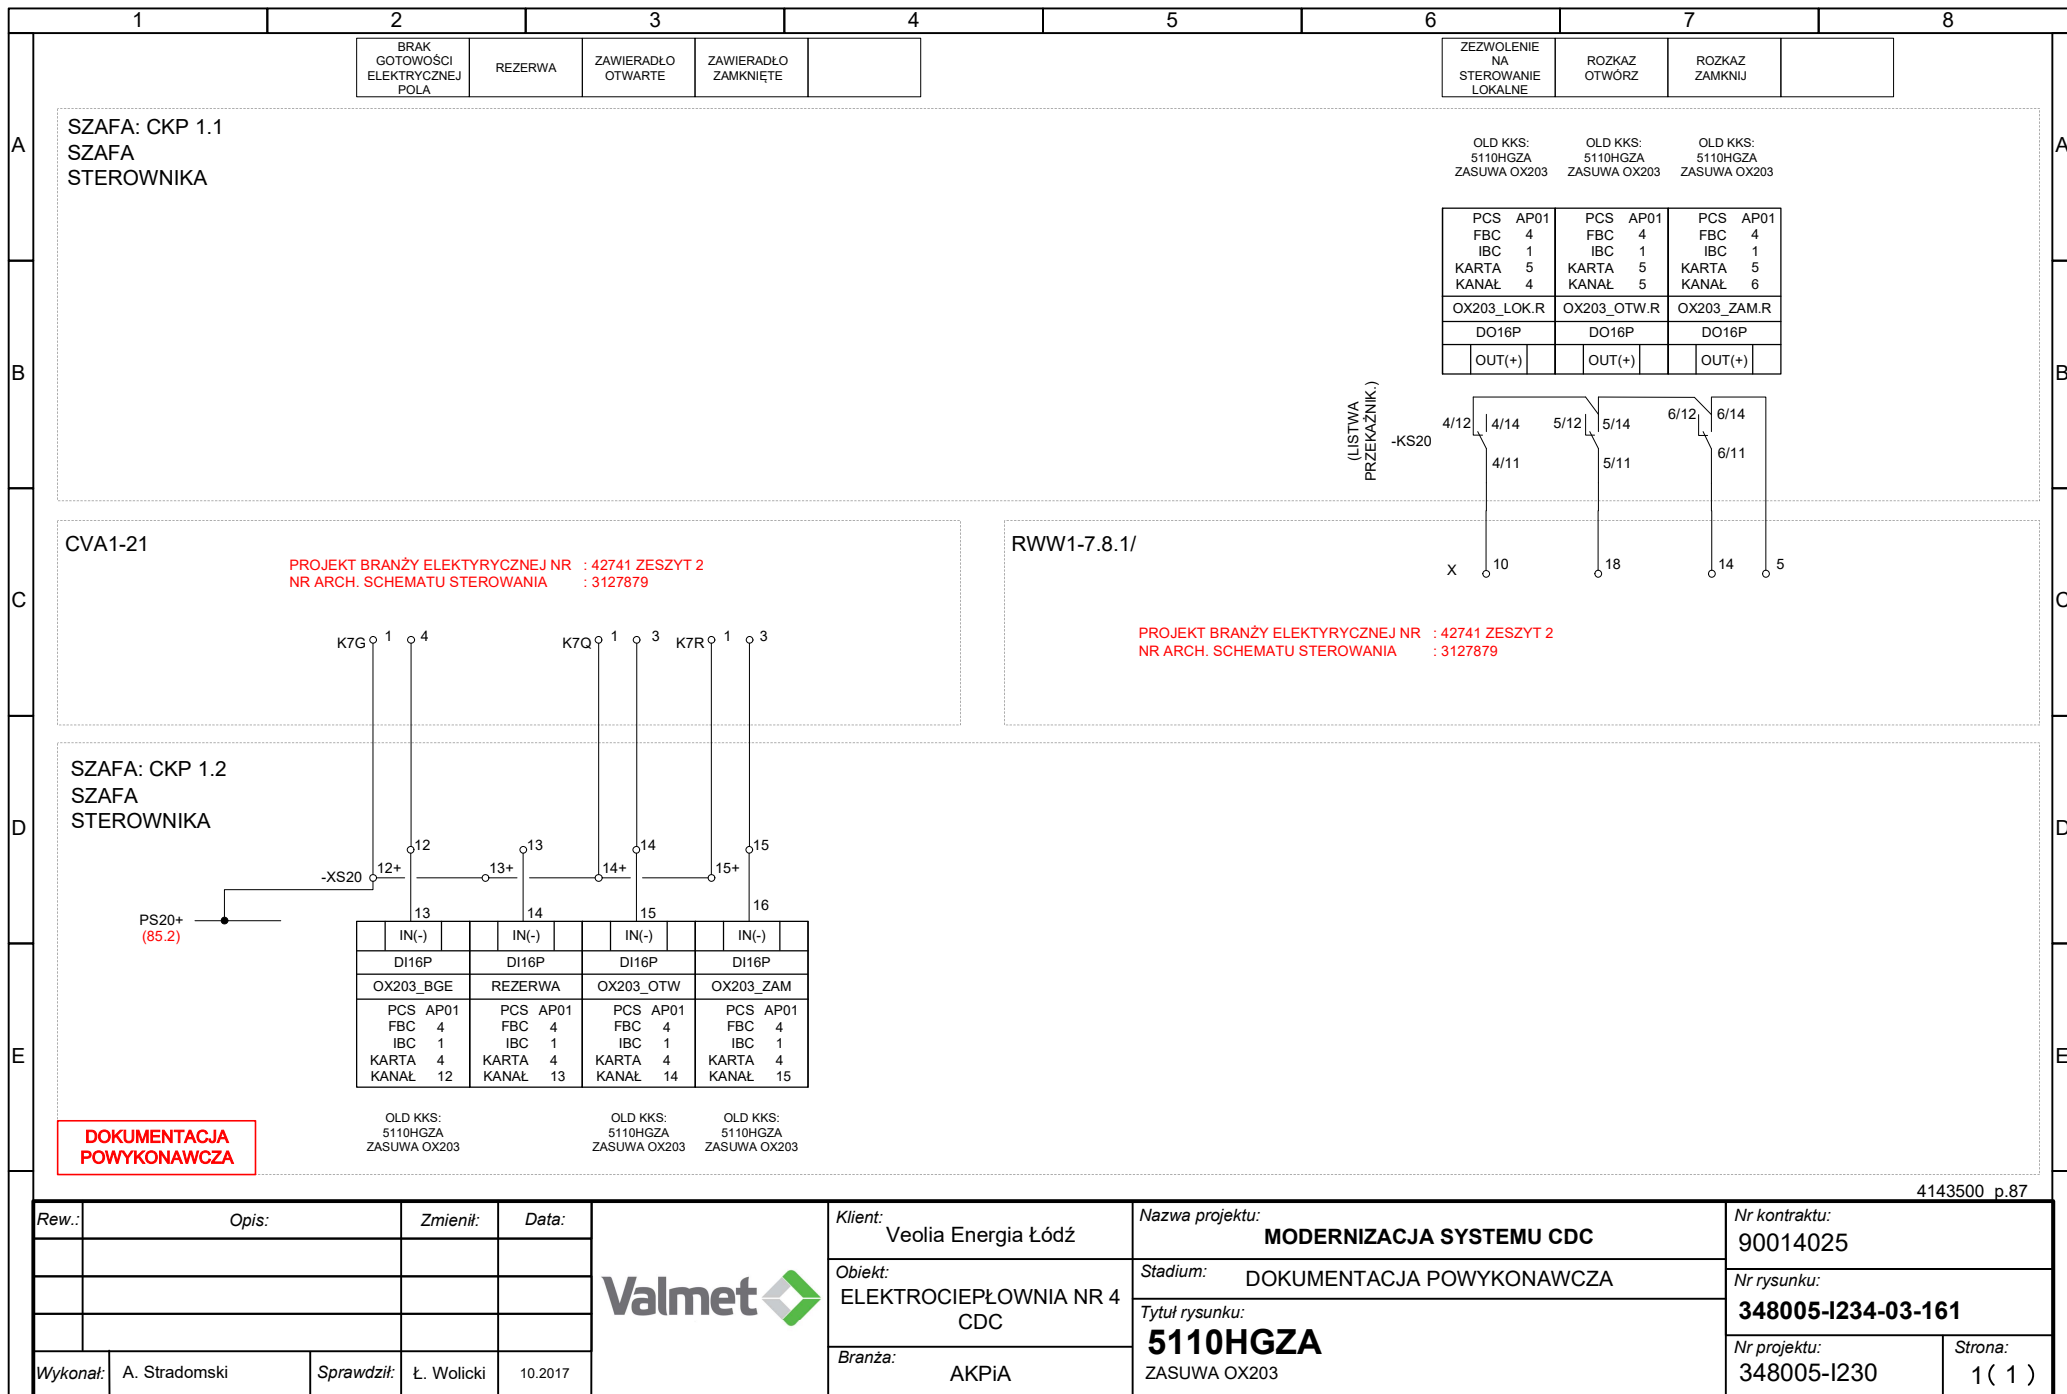 1 2 3 4 5 6 7 8
BRAK
GOTOWOŚCI
ELEKTRYCZNEJ
POLA
REZERWA
ZAWIERADŁO
OTWARTE
ZAWIERADŁO
ZAMKNIĘTE
ZEZWOLENIE
NA
STEROWANIE
LOKALNE
ROZKAZ
OTWÓRZ
ROZKAZ
ZAMKNIJ
A A
B B
C C
D D
E E
SZAFA: CKP 1.1
SZAFA
STEROWNIKA
OLD KKS:
5110HGZA
ZASUWA OX203
OLD KKS:
5110HGZA
ZASUWA OX203
OLD KKS:
5110HGZA
ZASUWA OX203
PCS AP01 PCS AP01 PCS AP01
FBC 4 FBC 4 FBC 4
IBC 1 IBC 1 IBC 1
KARTA 5 KARTA 5 KARTA 5
KANAŁ 4 KANAŁ 5 KANAŁ 6
OX203_LOK.R OX203_OTW.R OX203_ZAM.R
DO16P DO16P DO16P
OUT(+) OUT(+) OUT(+)
(LISTWA
PRZEKAŹNIK.)
-KS20
4/12 4/14 5/12 5/14 6/12 6/14
4/11 5/11 6/11
CVA1-21
PROJEKT BRANŻY ELEKTYRYCZNEJ NR : 42741 ZESZYT 2
NR ARCH. SCHEMATU STEROWANIA : 3127879
K7G 1 4 K7Q 1 3 K7R 1 3
RWW1-7.8.1/
X 10 18 14 5
PROJEKT BRANŻY ELEKTYRYCZNEJ NR : 42741 ZESZYT 2
NR ARCH. SCHEMATU STEROWANIA : 3127879
SZAFA: CKP 1.2
SZAFA
STEROWNIKA
12 13 14 15
-XS20 12+ 13+ 14+ 15+
PS20+
(85.2)
13 14 15 16
IN(-) IN(-) IN(-) IN(-)
DI16P DI16P DI16P DI16P
OX203_BGE REZERWA OX203_OTW OX203_ZAM
PCS AP01 PCS AP01 PCS AP01 PCS AP01
FBC 4 FBC 4 FBC 4 FBC 4
IBC 1 IBC 1 IBC 1 IBC 1
KARTA 4 KARTA 4 KARTA 4 KARTA 4
KANAŁ 12 KANAŁ 13 KANAŁ 14 KANAŁ 15
OLD KKS:
5110HGZA
ZASUWA OX203
OLD KKS:
5110HGZA
ZASUWA OX203
OLD KKS:
5110HGZA
ZASUWA OX203
DOKUMENTACJA
POWYKONAWCZA
4143500 p.87
Rew.: Opis: Zmienił: Data:
Wykonał: A. Stradomski Sprawdził: Ł. Wolicki 10.2017
Valmet
Klient:
Veolia Energia Łódź
Obiekt:
ELEKTROCIEPŁOWNIA NR 4
CDC
Branża:
AKPiA
Nazwa projektu:
MODERNIZACJA SYSTEMU CDC
Stadium: DOKUMENTACJA POWYKONAWCZA
Tytuł rysunku:
5110HGZA
ZASUWA OX203
Nr kontraktu:
90014025
Nr rysunku:
348005-I234-03-161
Nr projektu:
348005-I230
Strona:
1( 1 )